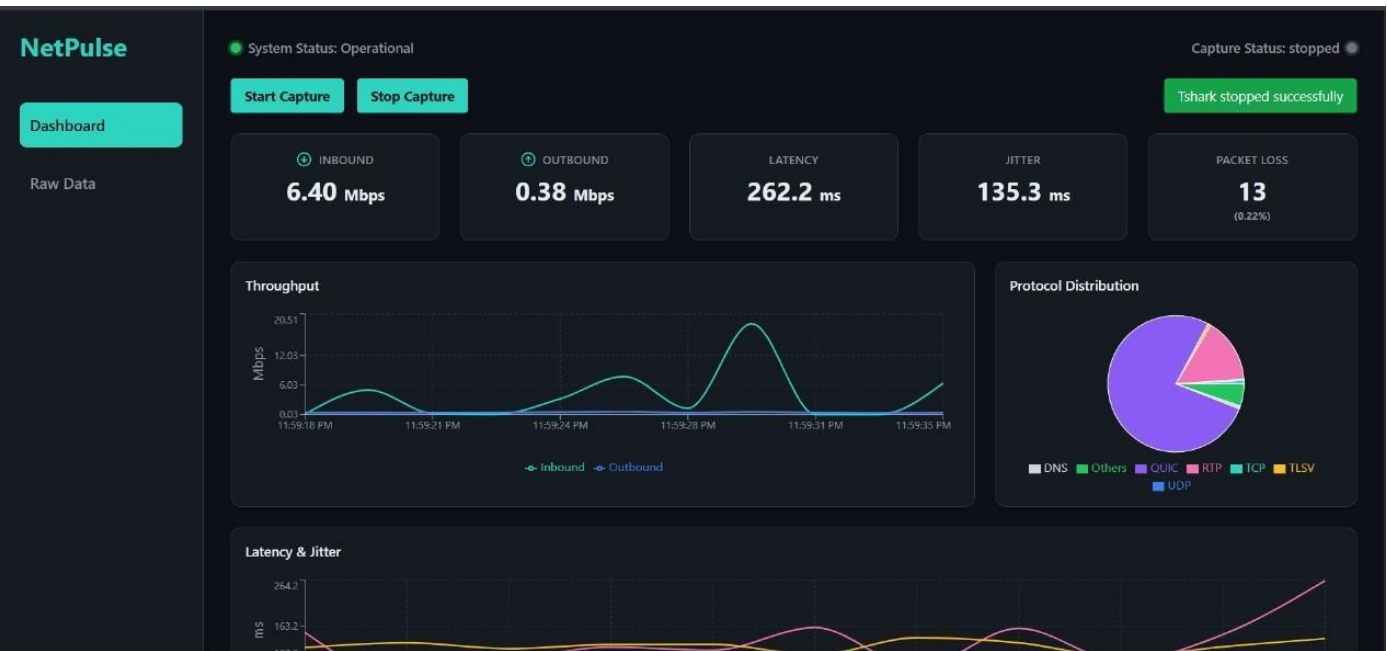 NetPulse
Dashboard
Raw Data
System Status: Operational
Capture Status: stopped
Start Capture
Stop Capture
Tshark stopped successfully
INBOUND
6.40 Mbps
OUTBOUND
0.38 Mbps
LATENCY
262.2 ms
JITTER
135.3 ms
PACKET LOSS
13
(0.22%)
Throughput
20.51
12.03
6.03
0.03
Mbps
11:59:18 PM
11:59:21 PM
11:59:24 PM
11:59:28 PM
11:59:31 PM
11:59:35 PM
Inbound
Outbound
Protocol Distribution
DNS Others QUIC RTP TCP TLSV
UDP
Latency & Jitter
264.2
163.2
ms